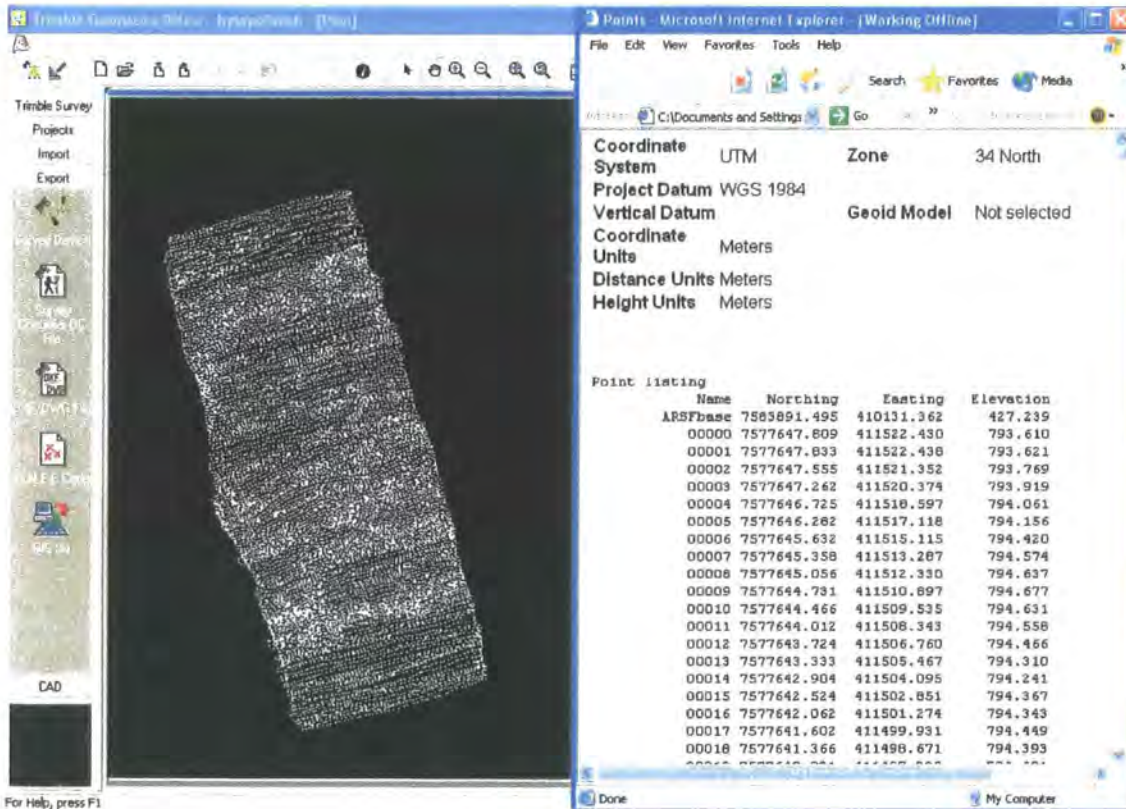 Trimble Geomatics Office
Trimble Survey
Projects
Import
Export
CAD
For Help, press F1
Points - Microsoft Internet Explorer - [Working Offline]
File Edit View Favorites Tools Help
Search Favorites Media
C:\Documents and Settings Go »
Coordinate System UTM Zone 34 North
Project Datum WGS 1984
Vertical Datum Geoid Model Not selected
Coordinate Units Meters
Distance Units Meters
Height Units Meters
Point listing
Name Northing Easting Elevation
ARSFbase 7583891.495 410131.362 427.239
00000 7577647.809 411522.430 793.610
00001 7577647.833 411522.438 793.621
00002 7577647.555 411521.352 793.769
00003 7577647.262 411520.374 793.919
00004 7577646.725 411518.597 794.061
00005 7577646.282 411517.118 794.156
00006 7577645.632 411515.115 794.420
00007 7577645.358 411513.287 794.574
00008 7577645.056 411512.330 794.637
00009 7577644.731 411510.897 794.677
00010 7577644.466 411509.535 794.631
00011 7577644.012 411508.343 794.558
00012 7577643.724 411506.760 794.466
00013 7577643.333 411505.467 794.310
00014 7577642.904 411504.095 794.241
00015 7577642.524 411502.851 794.367
00016 7577642.062 411501.274 794.343
00017 7577641.602 411499.931 794.449
00018 7577641.366 411498.671 794.393
Done My Computer